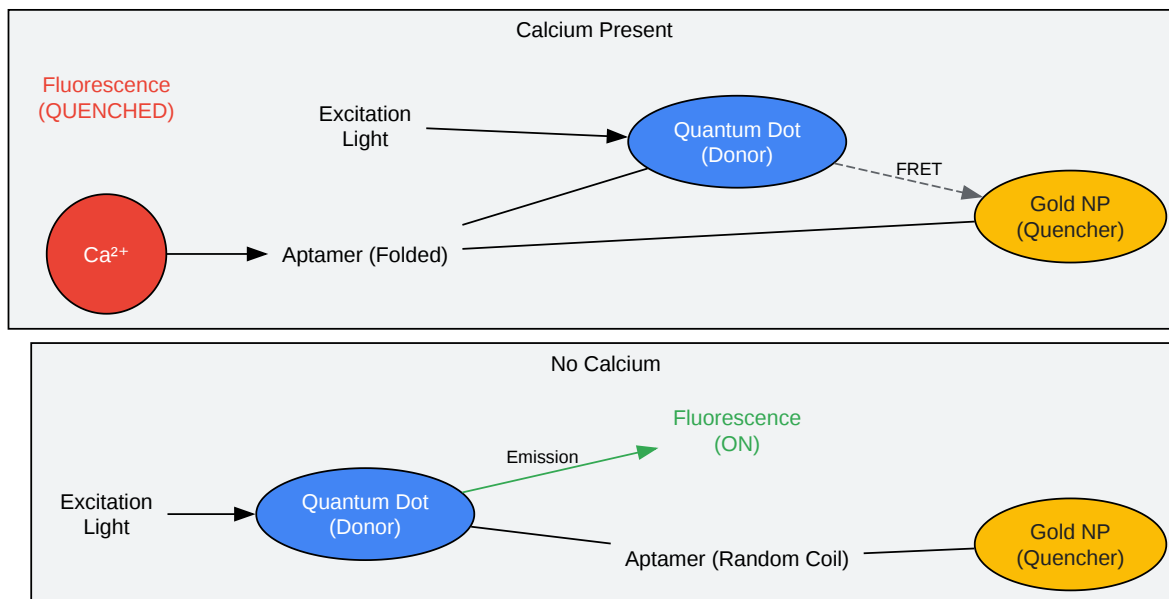 Calcium Present
Fluorescence
(QUENCHED)
Excitation
Light
Quantum Dot
(Donor)
FRET
Gold NP
(Quencher)
Ca²⁺
Aptamer (Folded)
No Calcium
Fluorescence
(ON)
Emission
Excitation
Light
Quantum Dot
(Donor)
Aptamer (Random Coil)
Gold NP
(Quencher)